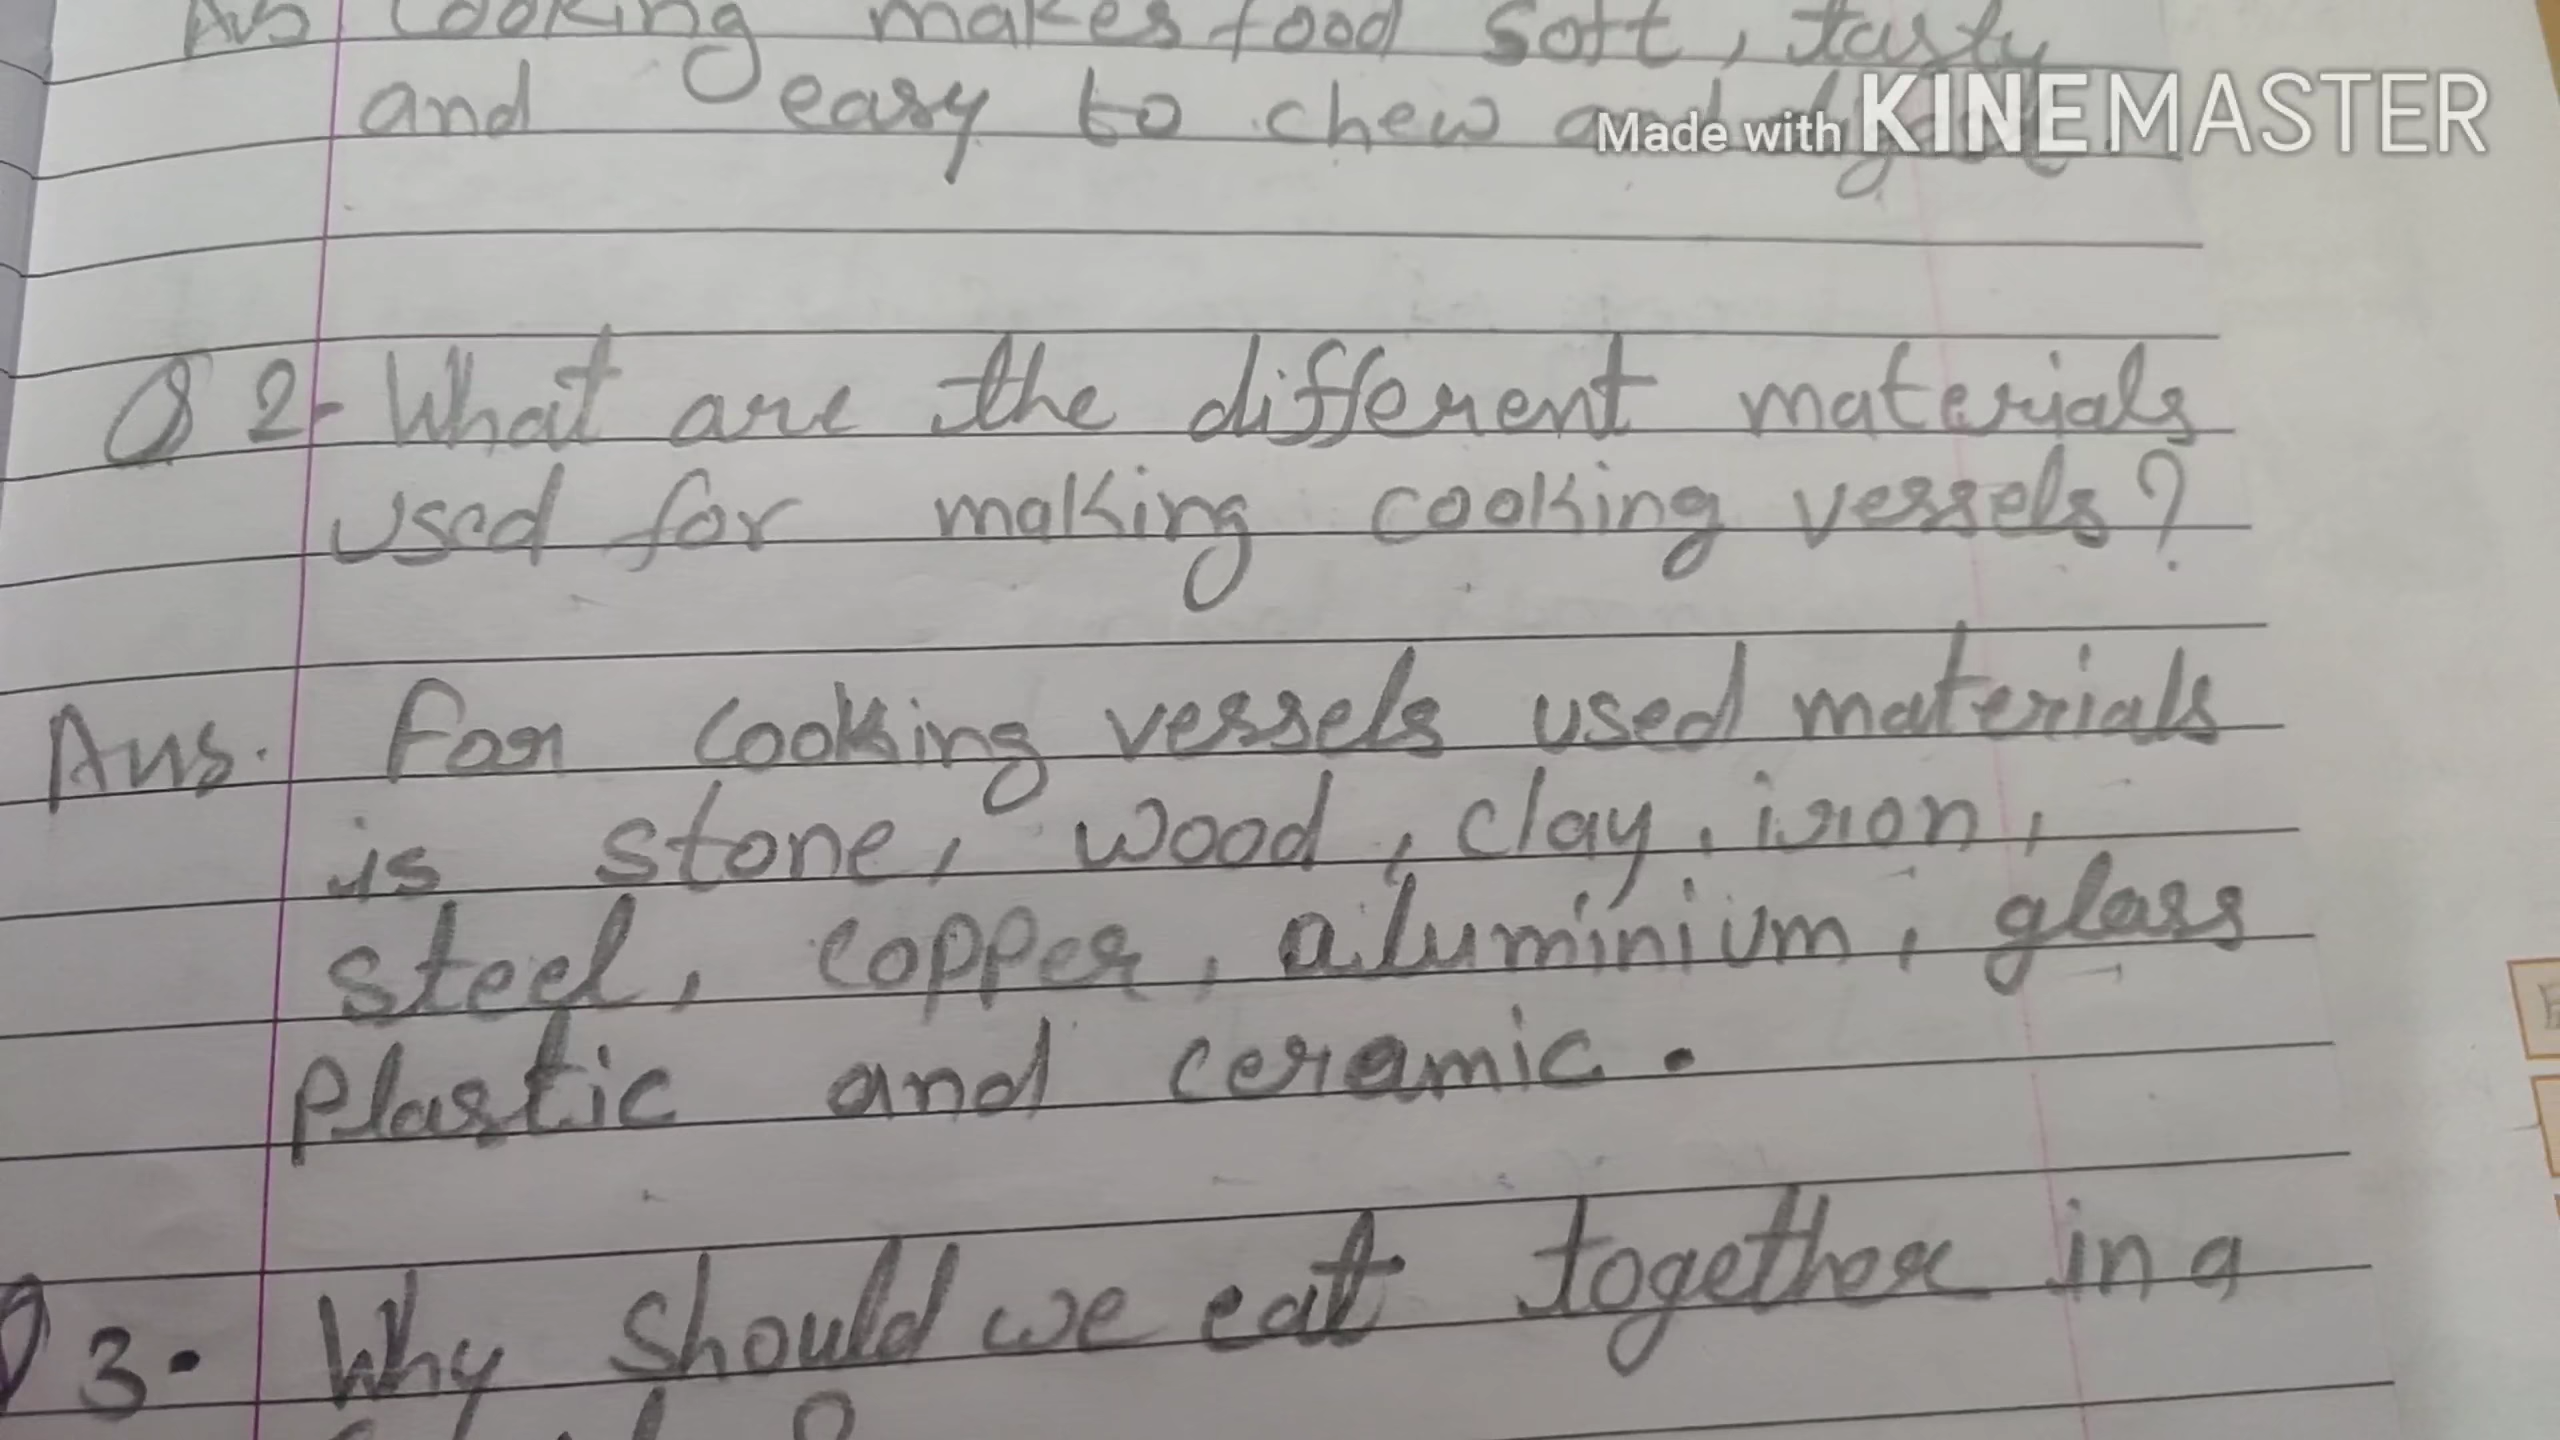 Ans Cooking makes food soft, tasty
and easy to chew and
Made with KINEMASTER
Q 2- What are the different materials
used for making cooking vessels?
Ans. For cooking vessels used materials
is stone, wood, clay, iron,
steel, copper, aluminium, glass
plastic and ceramic.
Q 3. Why should we eat together in a